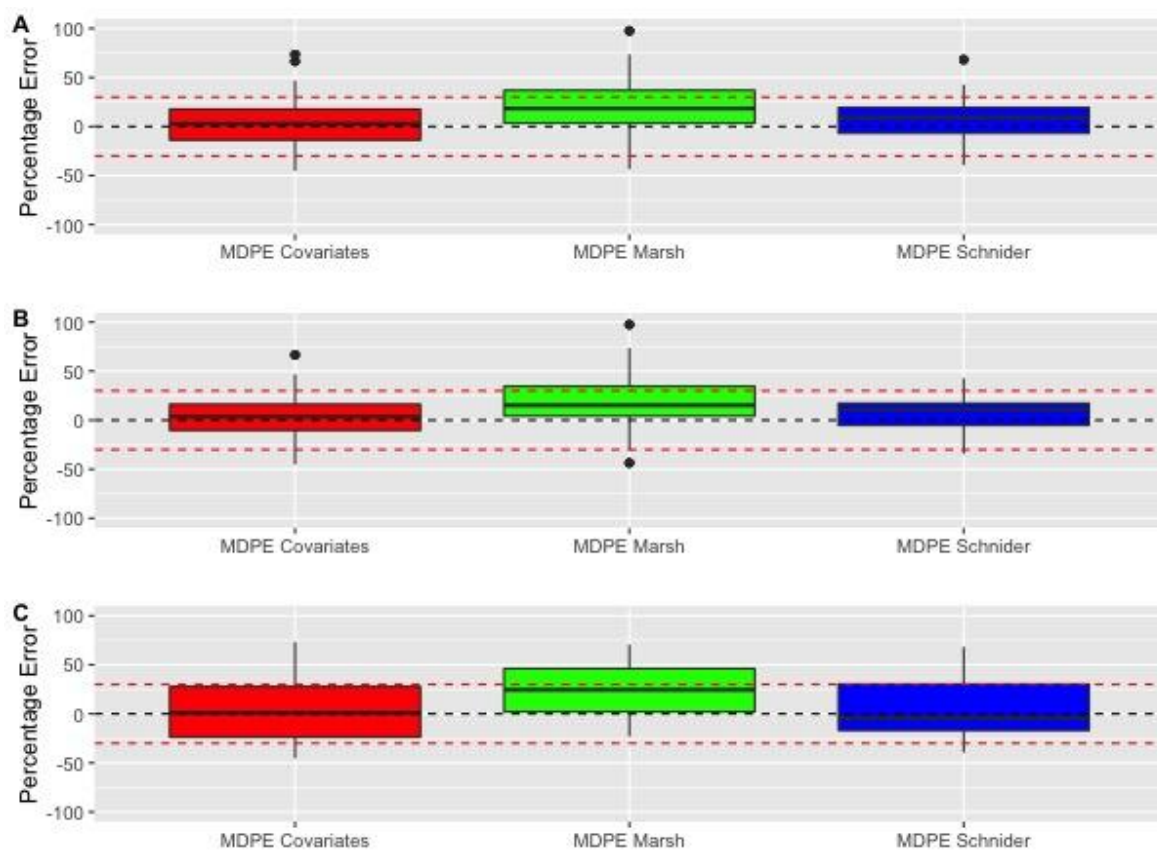 A
Percentage Error
100
50
0
-50
-100
MDPE Covariates MDPE Marsh MDPE Schnider
B
Percentage Error
100
50
0
-50
-100
MDPE Covariates MDPE Marsh MDPE Schnider
C
Percentage Error
100
50
0
-50
-100
MDPE Covariates MDPE Marsh MDPE Schnider